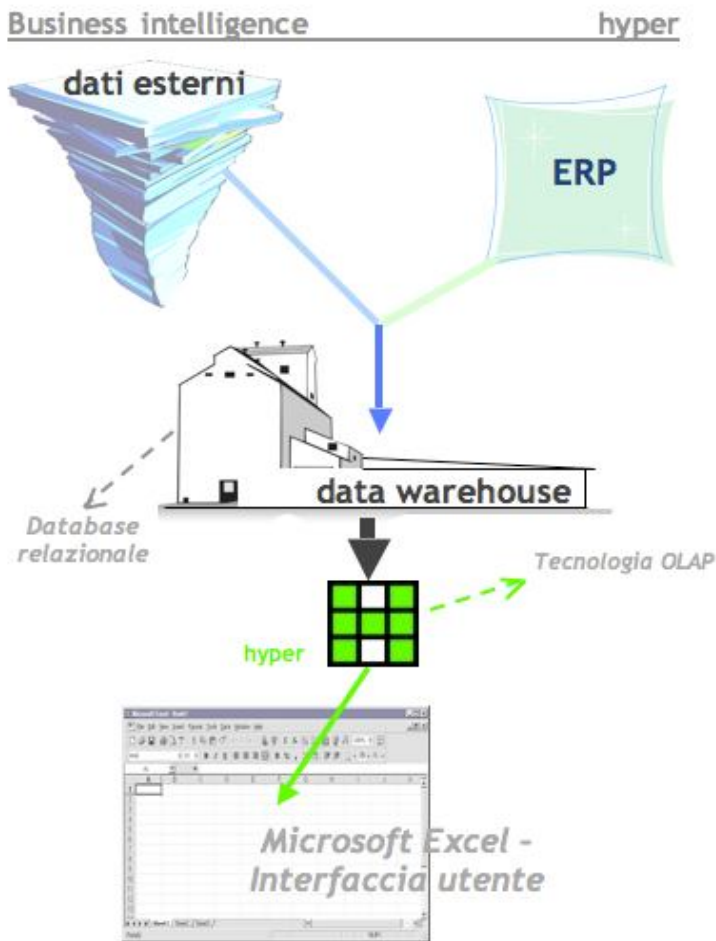 Business intelligence hyper
dati esterni
ERP
data warehouse
Database
relazionale
Tecnologia OLAP
hyper
Microsoft Excel –
Interfaccia utente